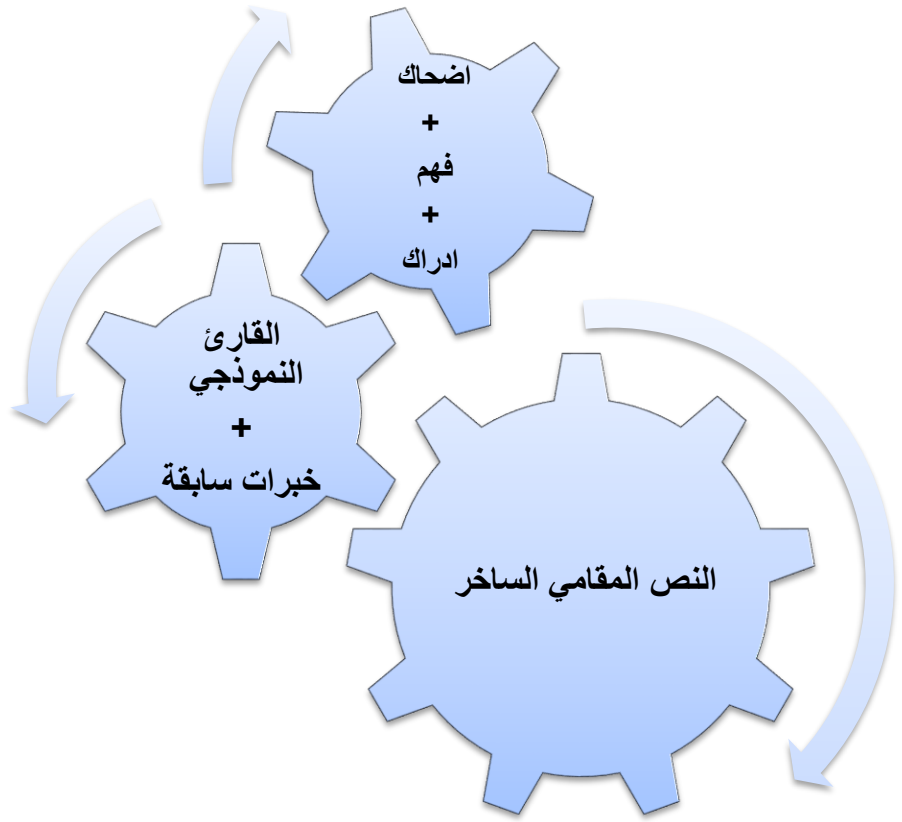 اضحاك
+
فهم
+
ادراك
القارئ
النموذجي
+
خبرات سابقة
النص المقامي الساخر